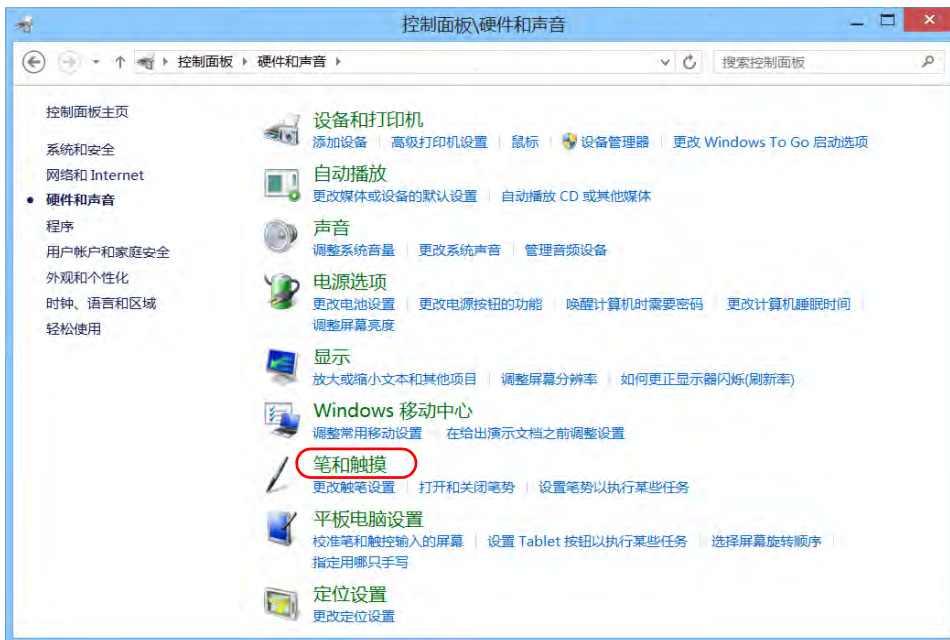 控制面板\硬件和声音
控制面板 硬件和声音
搜索控制面板
控制面板主页
系统和安全
网络和 Internet
硬件和声音
程序
用户帐户和家庭安全
外观和个性化
时钟、语言和区域
轻松使用
设备和打印机
添加设备 高级打印机设置 鼠标 设备管理器 更改 Windows To Go 启动选项
自动播放
更改媒体或设备的默认设置 自动播放 CD 或其他媒体
声音
调整系统音量 更改系统声音 管理音频设备
电源选项
更改电池设置 更改电源按钮的功能 唤醒计算机时需要密码 更改计算机睡眠时间
调整屏幕亮度
显示
放大或缩小文本和其他项目 调整屏幕分辨率 如何更正显示器闪烁(刷新率)
Windows 移动中心
调整常用移动设置 在给出演示文档之前调整设置
笔和触摸
更改触笔设置 打开和关闭笔势 设置笔势以执行某些任务
平板电脑设置
校准笔和触控输入的屏幕 设置 Tablet 按钮以执行某些任务 选择屏幕旋转顺序
指定用哪只手写
定位设置
更改定位设置